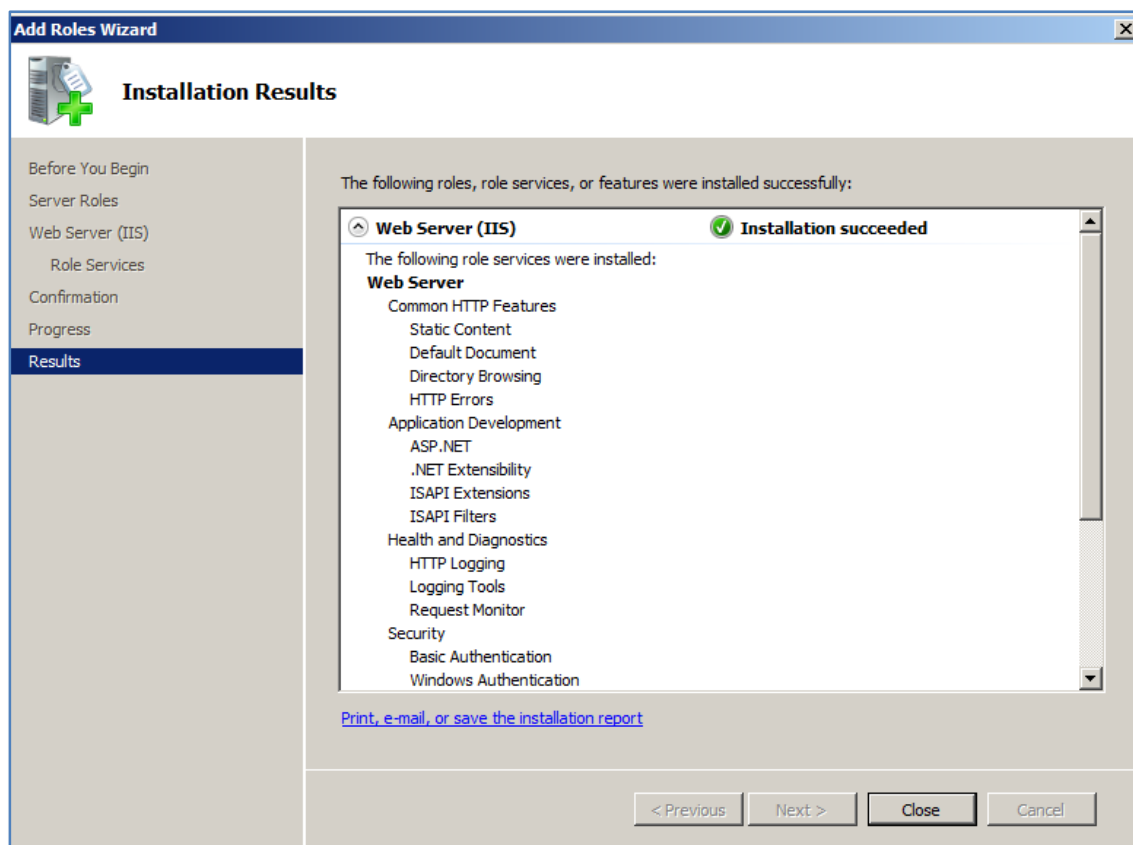 Add Roles Wizard
Installation Results
Before You Begin
Server Roles
Web Server (IIS)
Role Services
Confirmation
Progress
Results
The following roles, role services, or features were installed successfully:
Web Server (IIS) Installation succeeded
The following role services were installed:
Web Server
Common HTTP Features
Static Content
Default Document
Directory Browsing
HTTP Errors
Application Development
ASP.NET
.NET Extensibility
ISAPI Extensions
ISAPI Filters
Health and Diagnostics
HTTP Logging
Logging Tools
Request Monitor
Security
Basic Authentication
Windows Authentication
Print, e-mail, or save the installation report
< Previous Next > Close Cancel